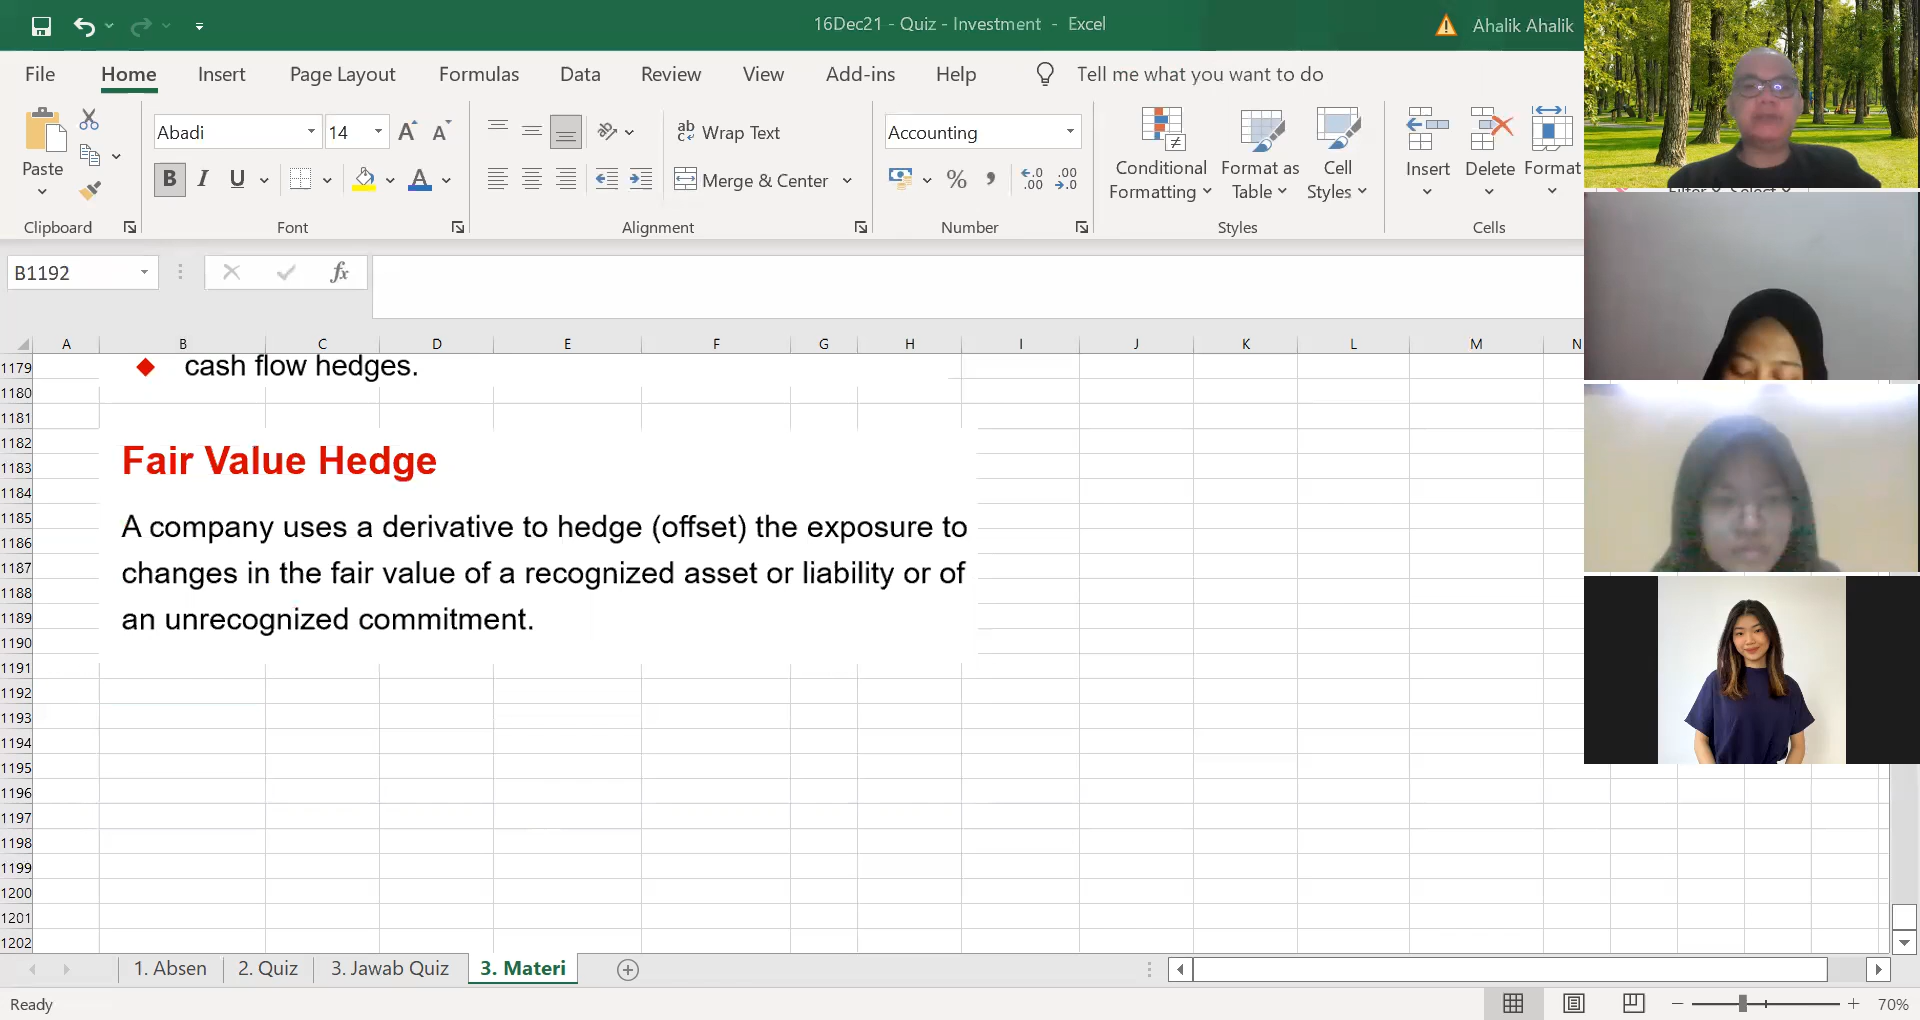 16Dec21 - Quiz - Investment - Excel
Ahalik Ahalik
File Home Insert Page Layout Formulas Data Review View Add-ins Help Tell me what you want to do
Paste
Clipboard
Abadi 14
B I U
Font
ab Wrap Text
Merge & Center
Alignment
Accounting
% ,
Number
Conditional Formatting
Format as Table
Cell Styles
Styles
Insert Delete Format
Cells
Filter Select
B1192
fx
A B C D E F G H I J K L M N
1179
1180
1181
1182
1183
1184
1185
1186
1187
1188
1189
1190
1191
1192
1193
1194
1195
1196
1197
1198
1199
1200
1201
1202
◆ cash flow hedges.
Fair Value Hedge
A company uses a derivative to hedge (offset) the exposure to
changes in the fair value of a recognized asset or liability or of
an unrecognized commitment.
1. Absen 2. Quiz 3. Jawab Quiz 3. Materi
Ready
70%